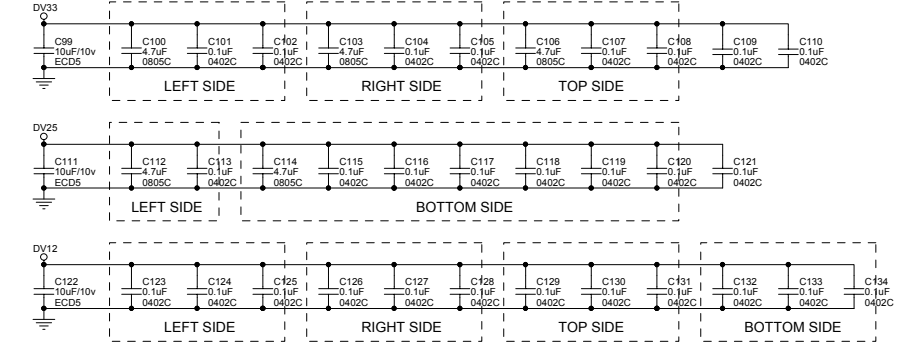 DV33
C99 C100 C101 C102 C103 C104 C105 C106 C107 C108 C109 C110
10uF/10v 4.7uF 0.1uF 0.1uF 4.7uF 0.1uF 0.1uF 4.7uF 0.1uF 0.1uF 0.1uF 0.1uF
ECD5 0805C 0402C 0402C 0805C 0402C 0402C 0805C 0402C 0402C 0402C 0402C
LEFT SIDE RIGHT SIDE TOP SIDE
DV25
C111 C112 C113 C114 C115 C116 C117 C118 C119 C120 C121
10uF/10v 4.7uF 0.1uF 4.7uF 0.1uF 0.1uF 0.1uF 0.1uF 0.1uF 0.1uF 0.1uF
ECD5 0805C 0402C 0805C 0402C 0402C 0402C 0402C 0402C 0402C 0402C
LEFT SIDE BOTTOM SIDE
DV12
C122 C123 C124 C125 C126 C127 C128 C129 C130 C131 C132 C133 C134
10uF/10v 0.1uF 0.1uF 0.1uF 0.1uF 0.1uF 0.1uF 0.1uF 0.1uF 0.1uF 0.1uF 0.1uF 0.1uF
ECD5 0402C 0402C 0402C 0402C 0402C 0402C 0402C 0402C 0402C 0402C 0402C 0402C
LEFT SIDE RIGHT SIDE TOP SIDE BOTTOM SIDE